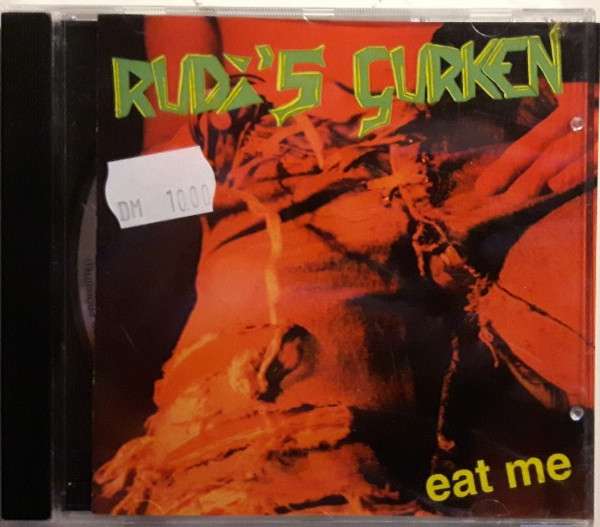 RUDI'S GURKEN
DM 10.00
eat me